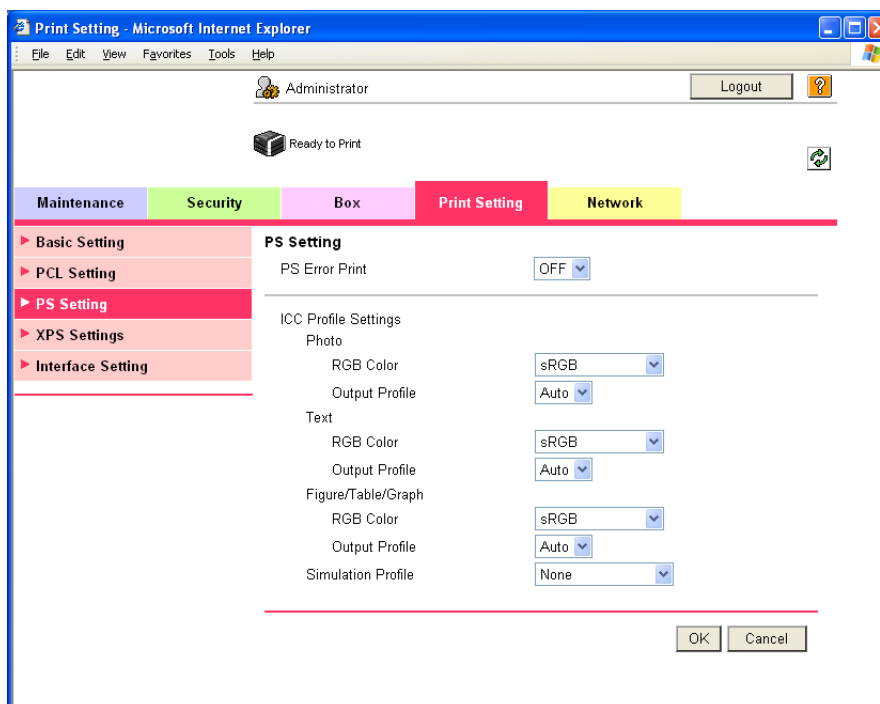 Print Setting - Microsoft Internet Explorer
File Edit View Favorites Tools Help
Administrator Logout ?
Ready to Print
Maintenance Security Box Print Setting Network
Basic Setting
PCL Setting
PS Setting
XPS Settings
Interface Setting
PS Setting
PS Error Print OFF
ICC Profile Settings
Photo
RGB Color sRGB
Output Profile Auto
Text
RGB Color sRGB
Output Profile Auto
Figure/Table/Graph
RGB Color sRGB
Output Profile Auto
Simulation Profile None
OK Cancel